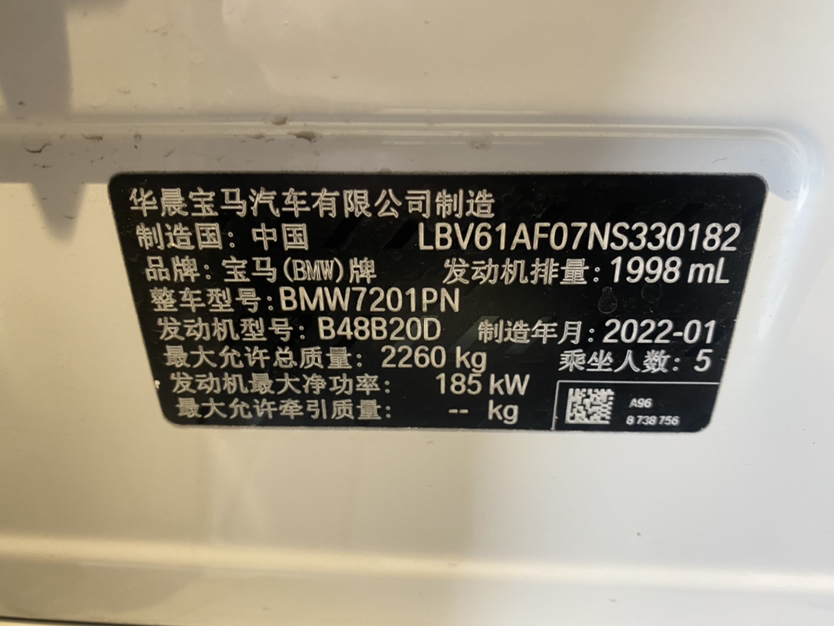 华晨宝马汽车有限公司制造
制造国: 中国 LBV61AF07NS330182
品牌: 宝马(BMW)牌 发动机排量: 1998 mL
整车型号: BMW7201PN
发动机型号: B48B20D 制造年月: 2022-01
最大允许总质量: 2260 kg 乘坐人数: 5
发动机最大净功率: 185 kW
最大允许牵引质量: -- kg
A96
8 738 756